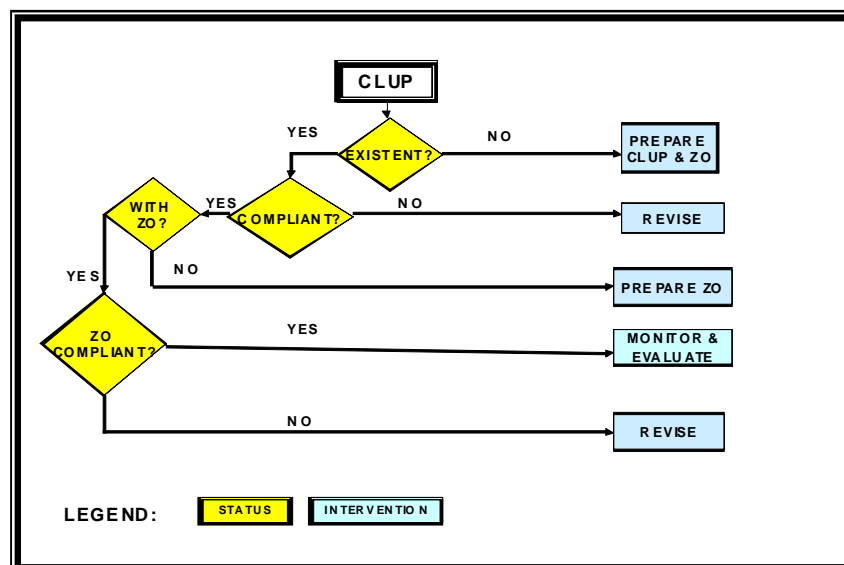 CLUP
YES
NO
EXISTENT?
PREPARE
CLUP & ZO
WITH
ZO?
YES
COMPLIANT?
NO
REVISE
YES
NO
PREPARE ZO
ZO
COMPLIANT?
YES
MONITOR &
EVALUATE
NO
REVISE
LEGEND:
STATUS
INTERVENTION